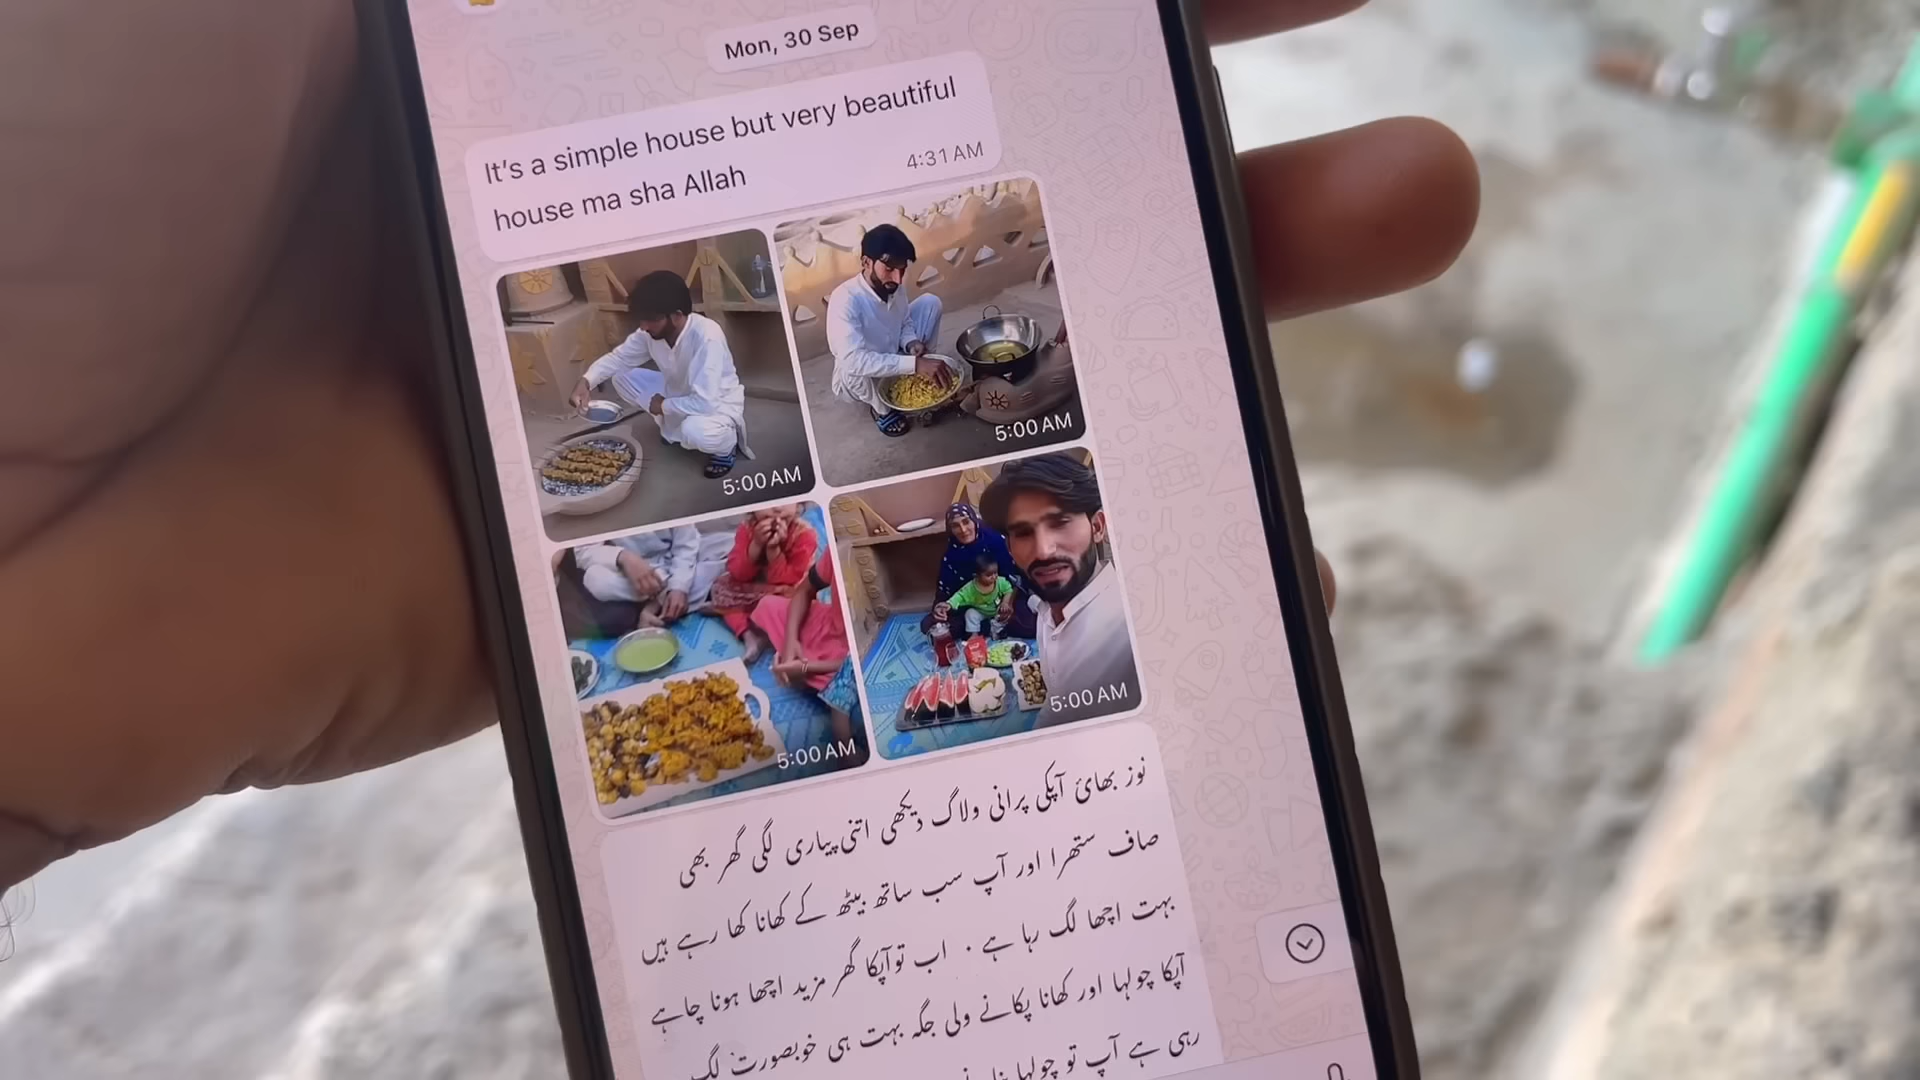 Mon, 30 Sep
It's a simple house but very beautiful
house ma sha Allah
4:31 AM
5:00 AM
5:00 AM
5:00 AM
5:00 AM
نوز بھائ آپکی پرانی ولاگ دیکھی اتنی پیاری لگی گھر بھی
صاف ستھرا اور آپ سب ساتھ بیٹھ کے کھانا کھا رہے ہیں
بہت اچھا لگ رہا ہے ۰ اب تو آپکا گھر مزید اچھا ہونا چاہے
آپکا چولہا اور کھانا پکانے ولی جگہ بہت ہی خوبصورت لگ
رہی ہے آپ تو چولہا